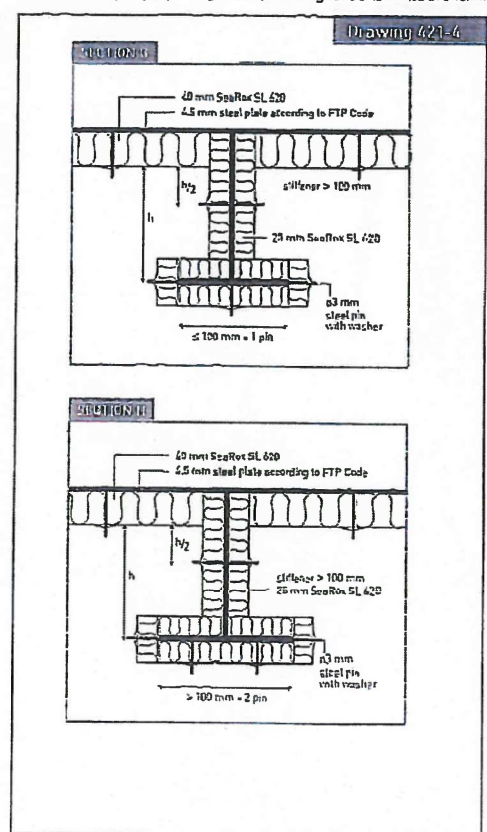 Drawing 421-4
SECTION G
40 mm SeaRox SL 620
4.5 mm steel plate according to FTP Code
h/2
stiffener > 100 mm
h
25 mm SeaRox SL 620
ø3 mm
steel pin
with washer
≤ 100 mm = 1 pin
SECTION H
40 mm SeaRox SL 620
4.5 mm steel plate according to FTP Code
h/2
h
stiffener > 100 mm
25 mm SeaRox SL 620
ø3 mm
steel pin
with washer
> 100 mm = 2 pin